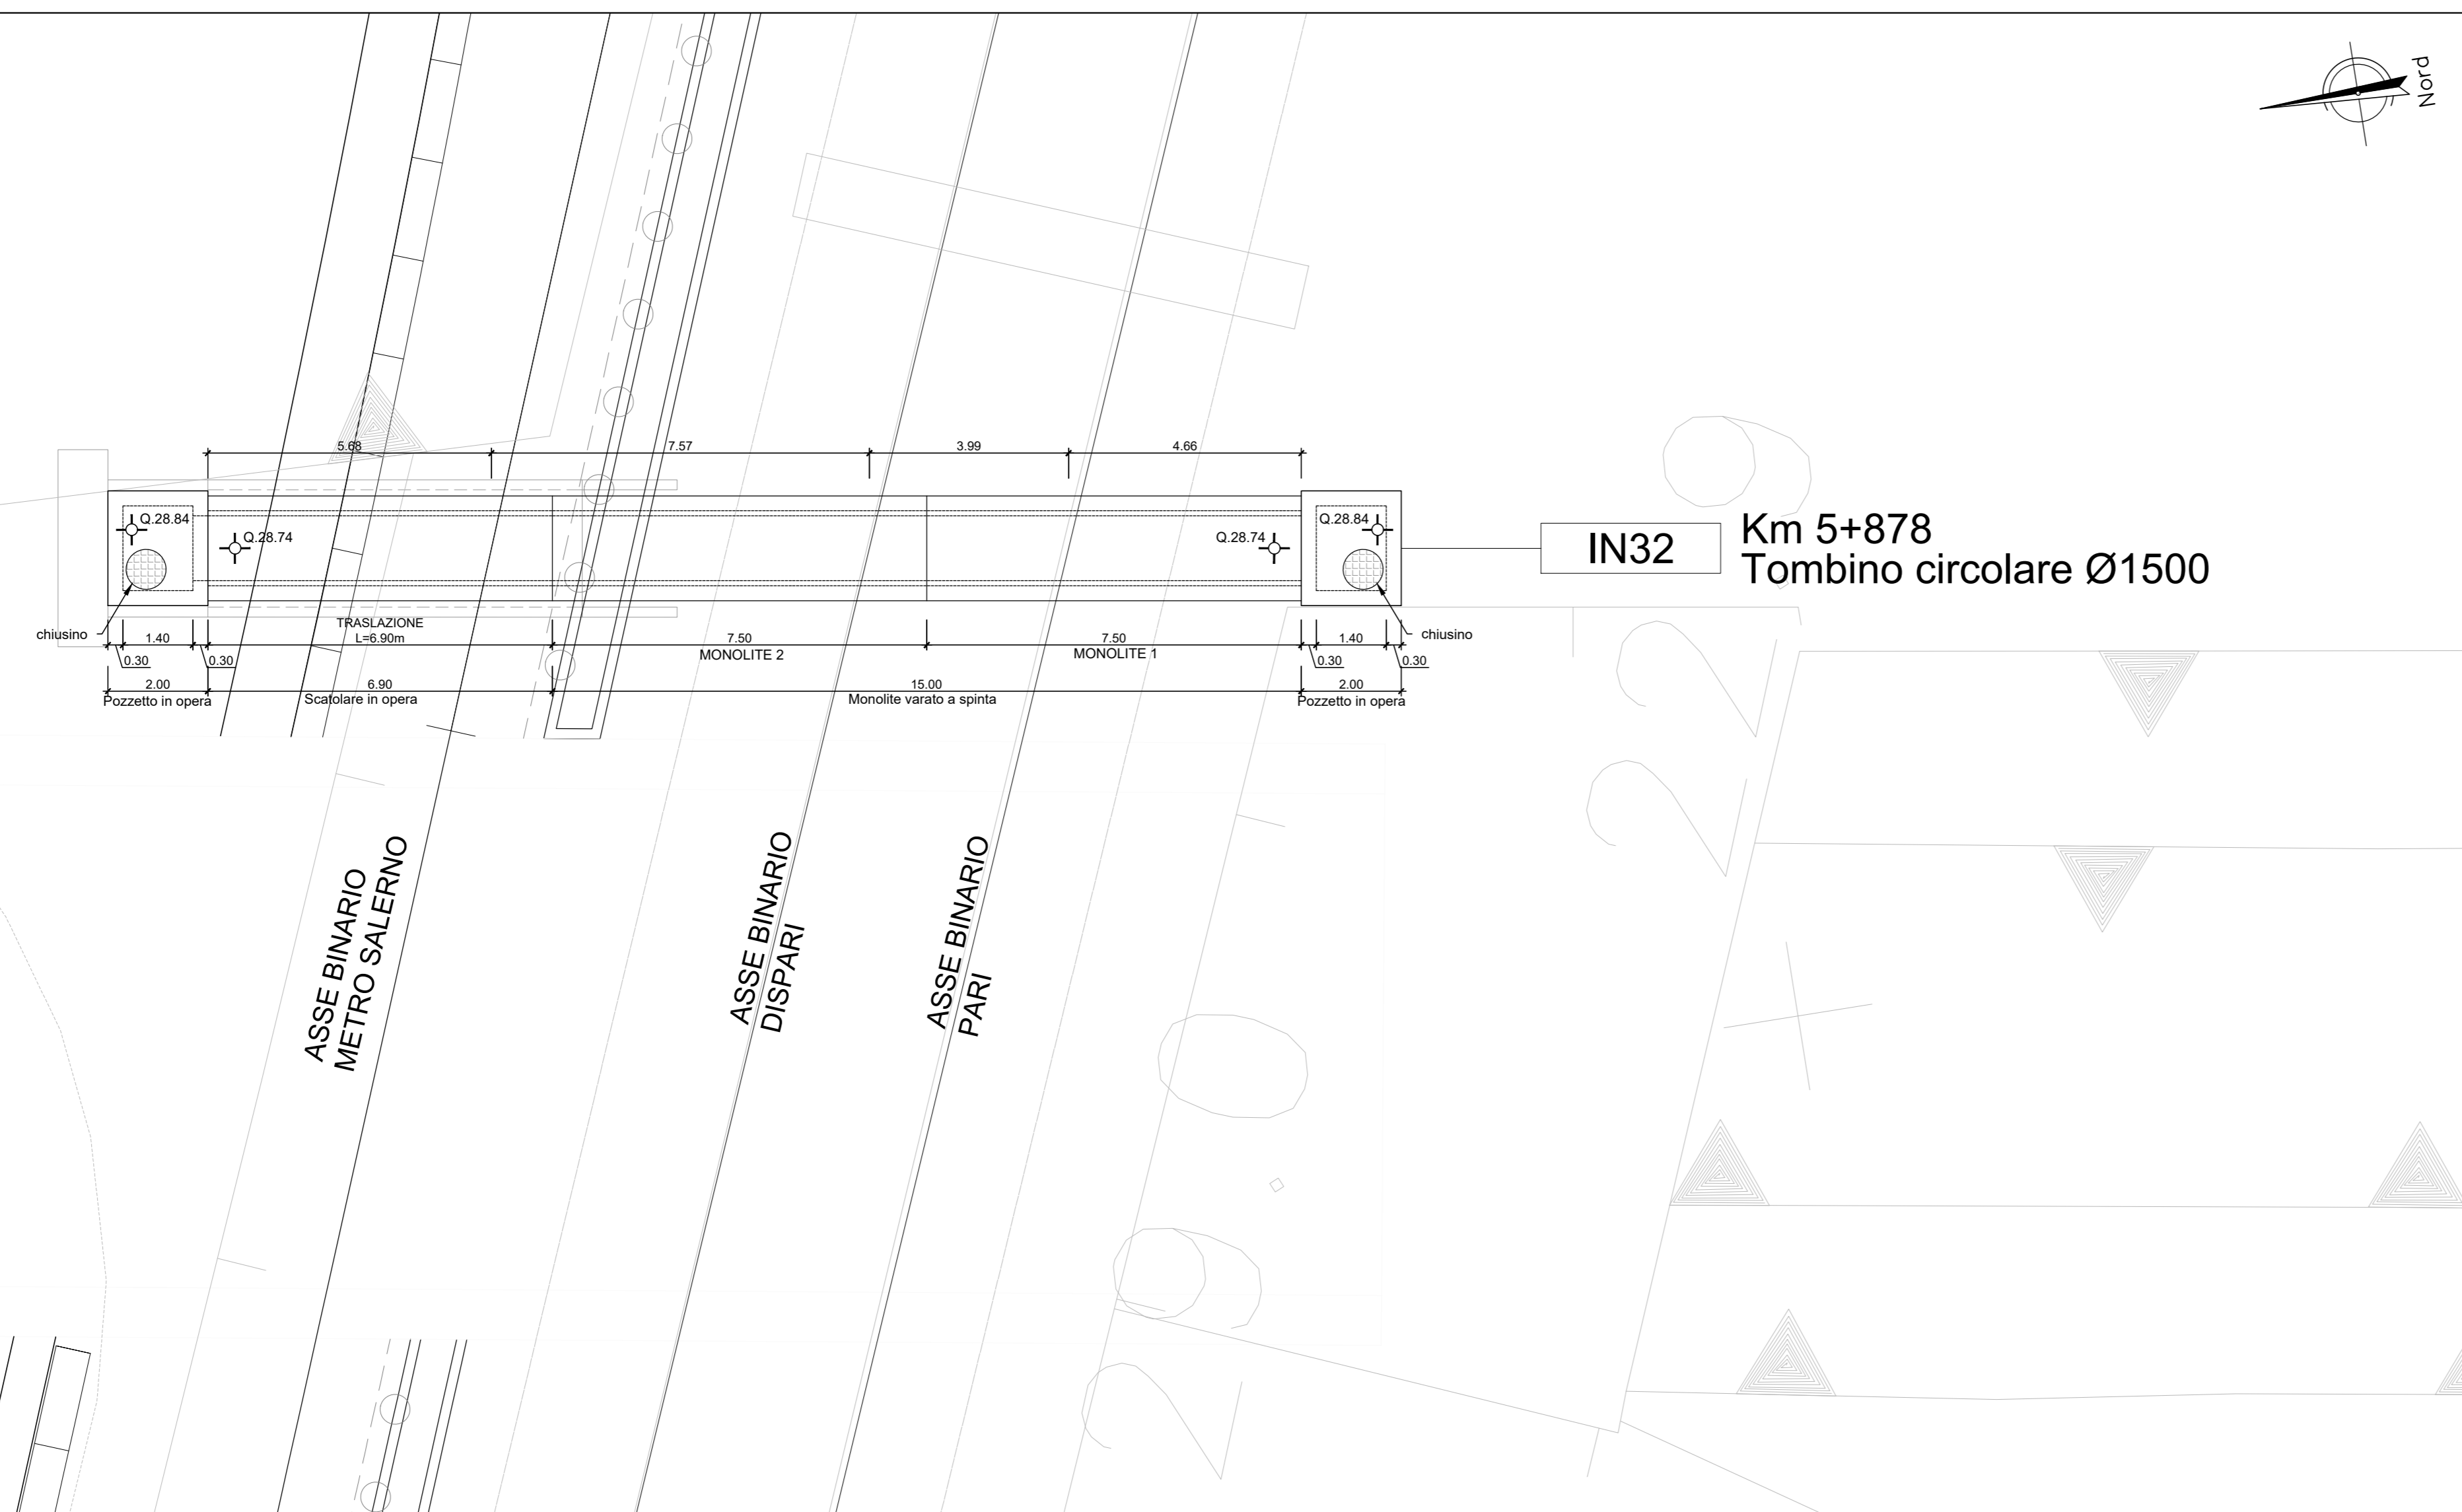 Nord
5.68
7.57
3.99
4.66
Q.28.84
Q.28.74
Q.28.74
Q.28.84
IN32
Km 5+878
Tombino circolare Ø1500
chiusino
1.40
0.30
0.30
TRASLAZIONE
L=6.90m
7.50
MONOLITE 2
7.50
MONOLITE 1
1.40
0.30
0.30
chiusino
2.00
Pozzetto in opera
6.90
Scatolare in opera
15.00
Monolite varato a spinta
2.00
Pozzetto in opera
ASSE BINARIO
METRO SALERNO
ASSE BINARIO
DISPARI
ASSE BINARIO
PARI